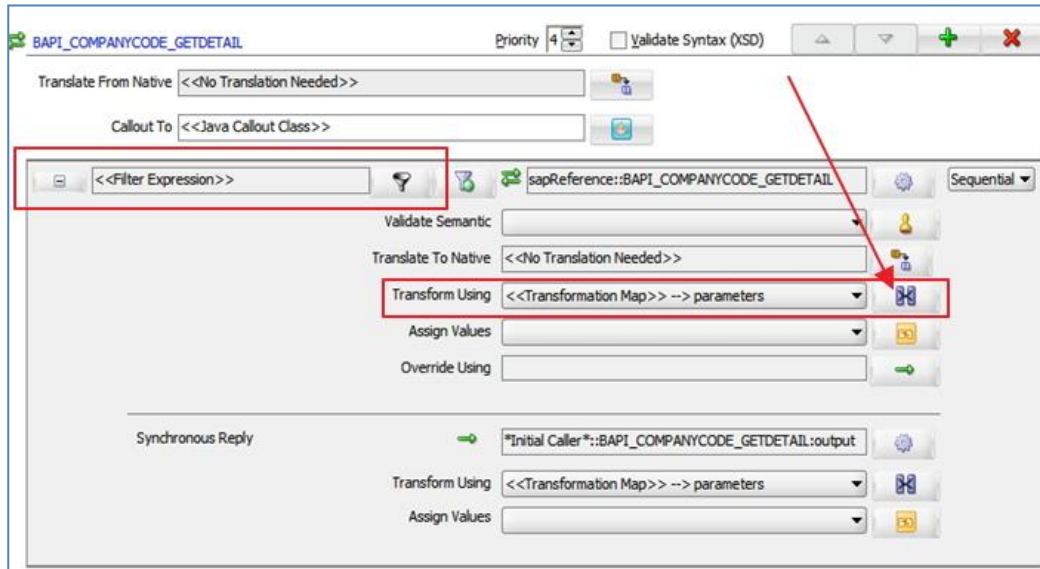 BAPI_COMPANYCODE_GETDETAIL Priority 4 Validate Syntax (XSD)
Translate From Native <<No Translation Needed>>
Callout To <<Java Callout Class>>
<<Filter Expression>> sapReference::BAPI_COMPANYCODE_GETDETAIL Sequential
Validate Semantic
Translate To Native <<No Translation Needed>>
Transform Using <<Transformation Map>> --> parameters
Assign Values
Override Using
Synchronous Reply *Initial Caller*::BAPI_COMPANYCODE_GETDETAIL:output
Transform Using <<Transformation Map>> --> parameters
Assign Values